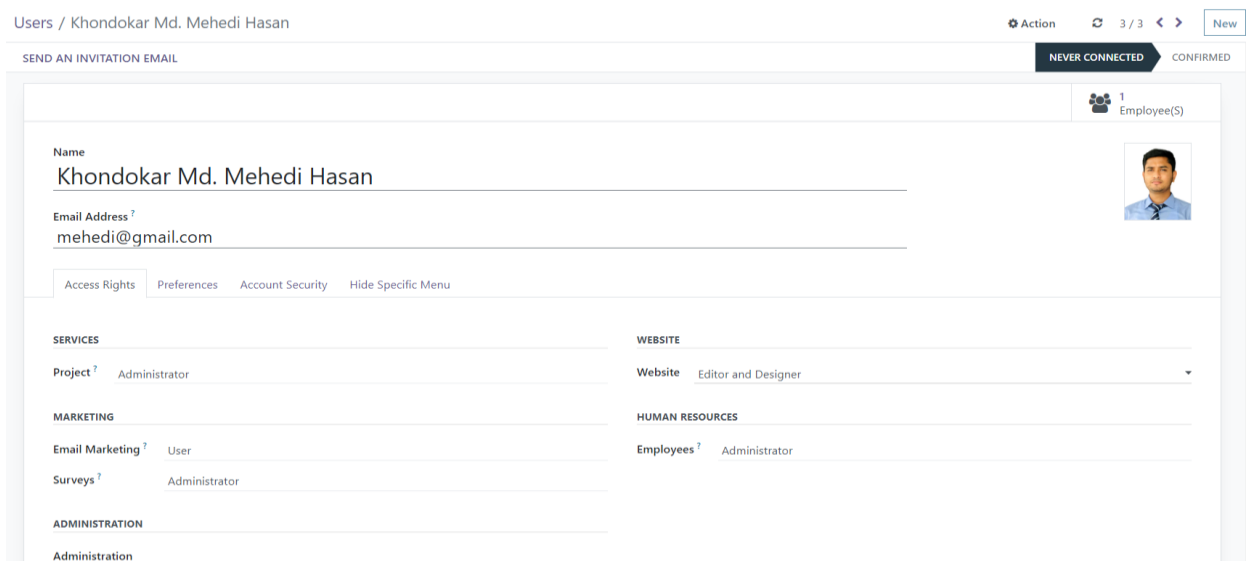 Users / Khondokar Md. Mehedi Hasan
Action 3 / 3 New
SEND AN INVITATION EMAIL
NEVER CONNECTED CONFIRMED
1
Employee(S)
Name
Khondokar Md. Mehedi Hasan
Email Address ?
mehedi@gmail.com
Access Rights Preferences Account Security Hide Specific Menu
SERVICES WEBSITE
Project ? Administrator Website Editor and Designer
MARKETING HUMAN RESOURCES
Email Marketing ? User Employees ? Administrator
Surveys ? Administrator
ADMINISTRATION
Administration